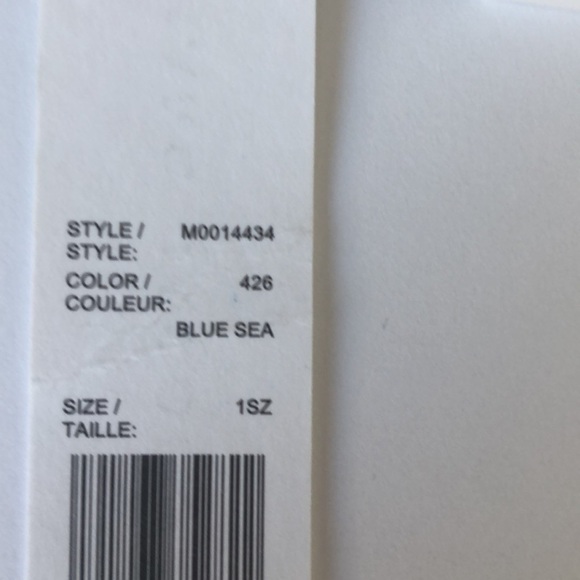 STYLE / M0014434
STYLE:
COLOR / 426
COULEUR:
BLUE SEA
SIZE / 1SZ
TAILLE: